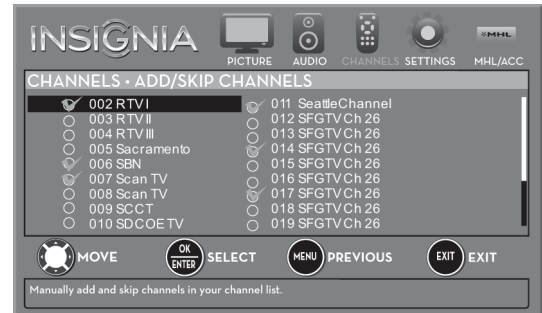 INSIGNIA
PICTURE AUDIO CHANNELS SETTINGS MHL MHL/ACC
CHANNELS • ADD/SKIP CHANNELS
002 RTV I
003 RTV II
004 RTV III
005 Sacramento
006 SBN
007 Scan TV
008 Scan TV
009 SCCT
010 SDCOE TV
011 SeattleChannel
012 SFGTV Ch 26
013 SFGTV Ch 26
014 SFGTV Ch 26
015 SFGTV Ch 26
016 SFGTV Ch 26
017 SFGTV Ch 26
018 SFGTV Ch 26
019 SFGTV Ch 26
MOVE OK ENTER SELECT MENU PREVIOUS EXIT EXIT
Manually add and skip channels in your channel list.